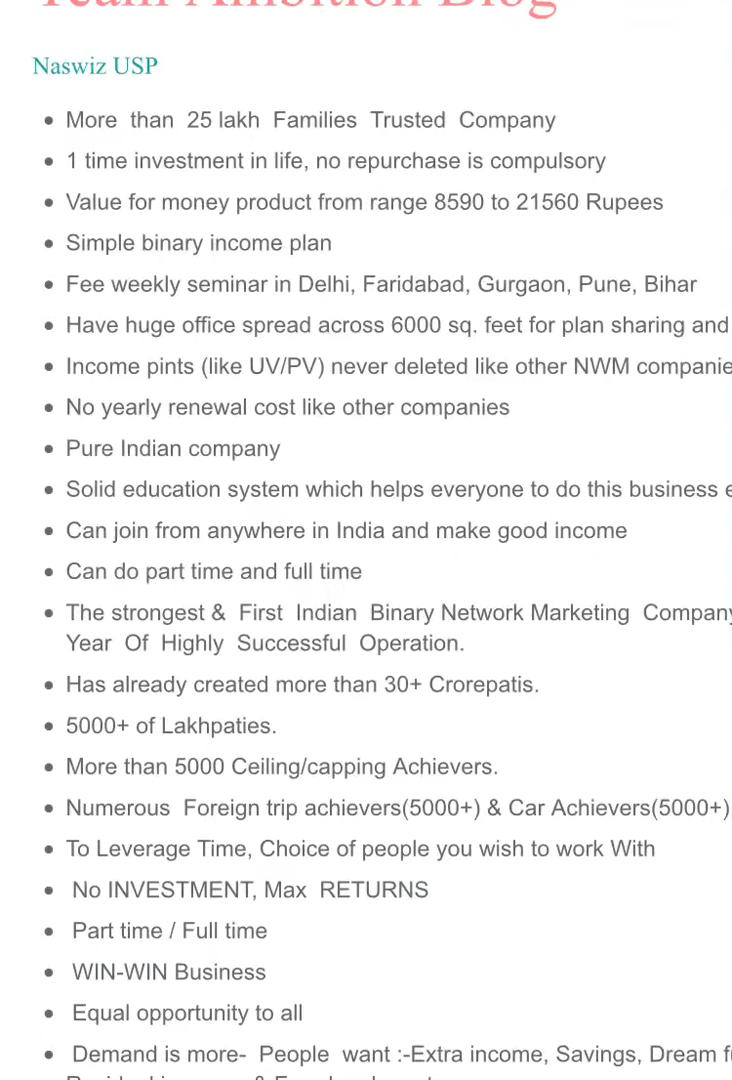 Team Ambition Blog
Naswiz USP
More than 25 lakh Families Trusted Company
1 time investment in life, no repurchase is compulsory
Value for money product from range 8590 to 21560 Rupees
Simple binary income plan
Fee weekly seminar in Delhi, Faridabad, Gurgaon, Pune, Bihar
Have huge office spread across 6000 sq. feet for plan sharing and
Income pints (like UV/PV) never deleted like other NWM companie
No yearly renewal cost like other companies
Pure Indian company
Solid education system which helps everyone to do this business e
Can join from anywhere in India and make good income
Can do part time and full time
The strongest & First Indian Binary Network Marketing Company
Year Of Highly Successful Operation.
Has already created more than 30+ Crorepatis.
5000+ of Lakhpaties.
More than 5000 Ceiling/capping Achievers.
Numerous Foreign trip achievers(5000+) & Car Achievers(5000+)
To Leverage Time, Choice of people you wish to work With
No INVESTMENT, Max RETURNS
Part time / Full time
WIN-WIN Business
Equal opportunity to all
Demand is more- People want :-Extra income, Savings, Dream f